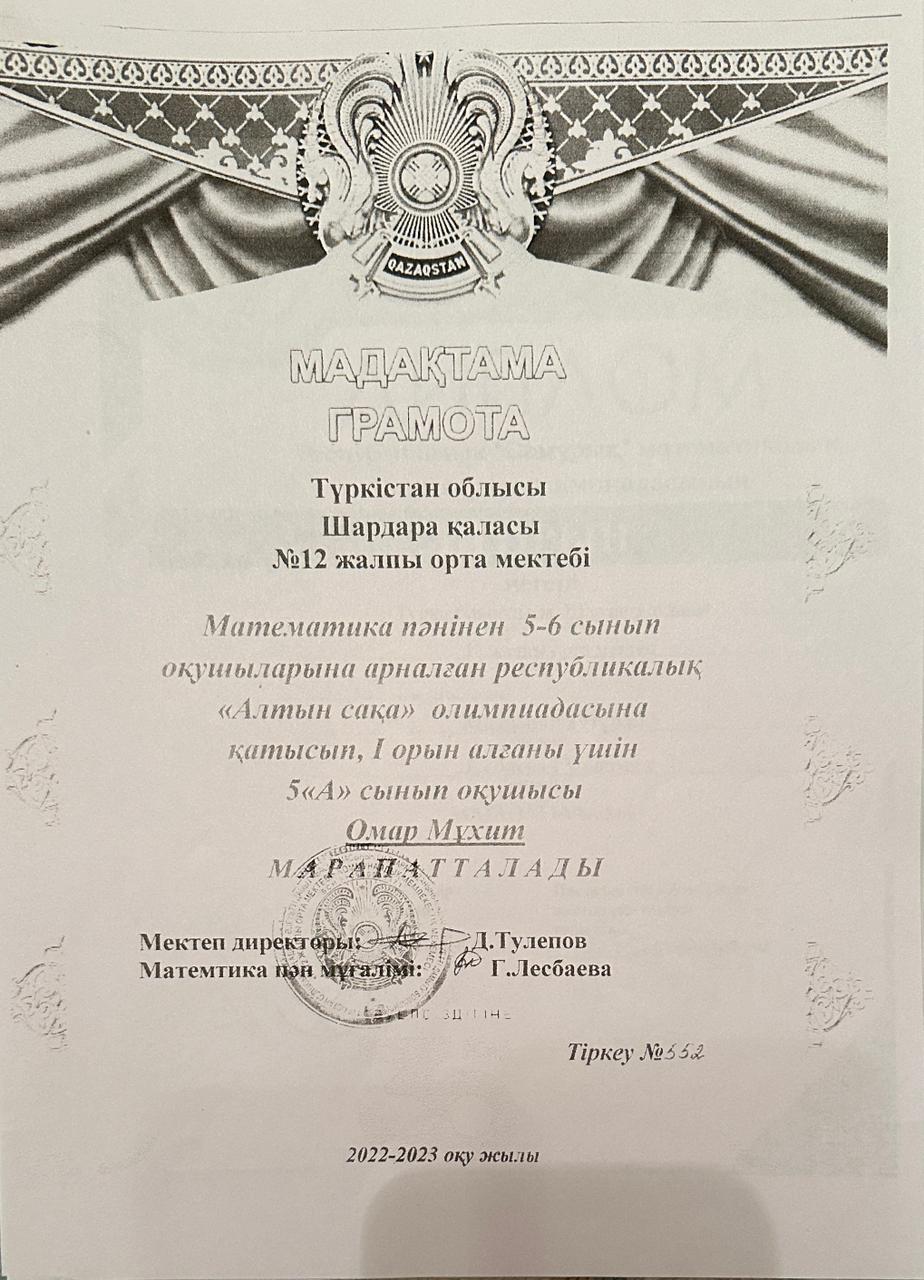 QAZAQSTAN
МАДАҚТАМА
ГРАМОТА
Түркістан облысы
Шардара қаласы
№12 жалпы орта мектебі
Математика пәнінен 5-6 сынып
оқушыларына арналған республикалық
«Алтын сақа» олимпиадасына
қатысып, I орын алғаны үшін
5«А» сынып оқушысы
Омар Мұхит
МАРАПАТТАЛАДЫ
Мектеп директоры: Д.Тулепов
Матемтика пән мұғалімі: Г.Лесбаева
Тіркеу №552
2022-2023 оқу жылы